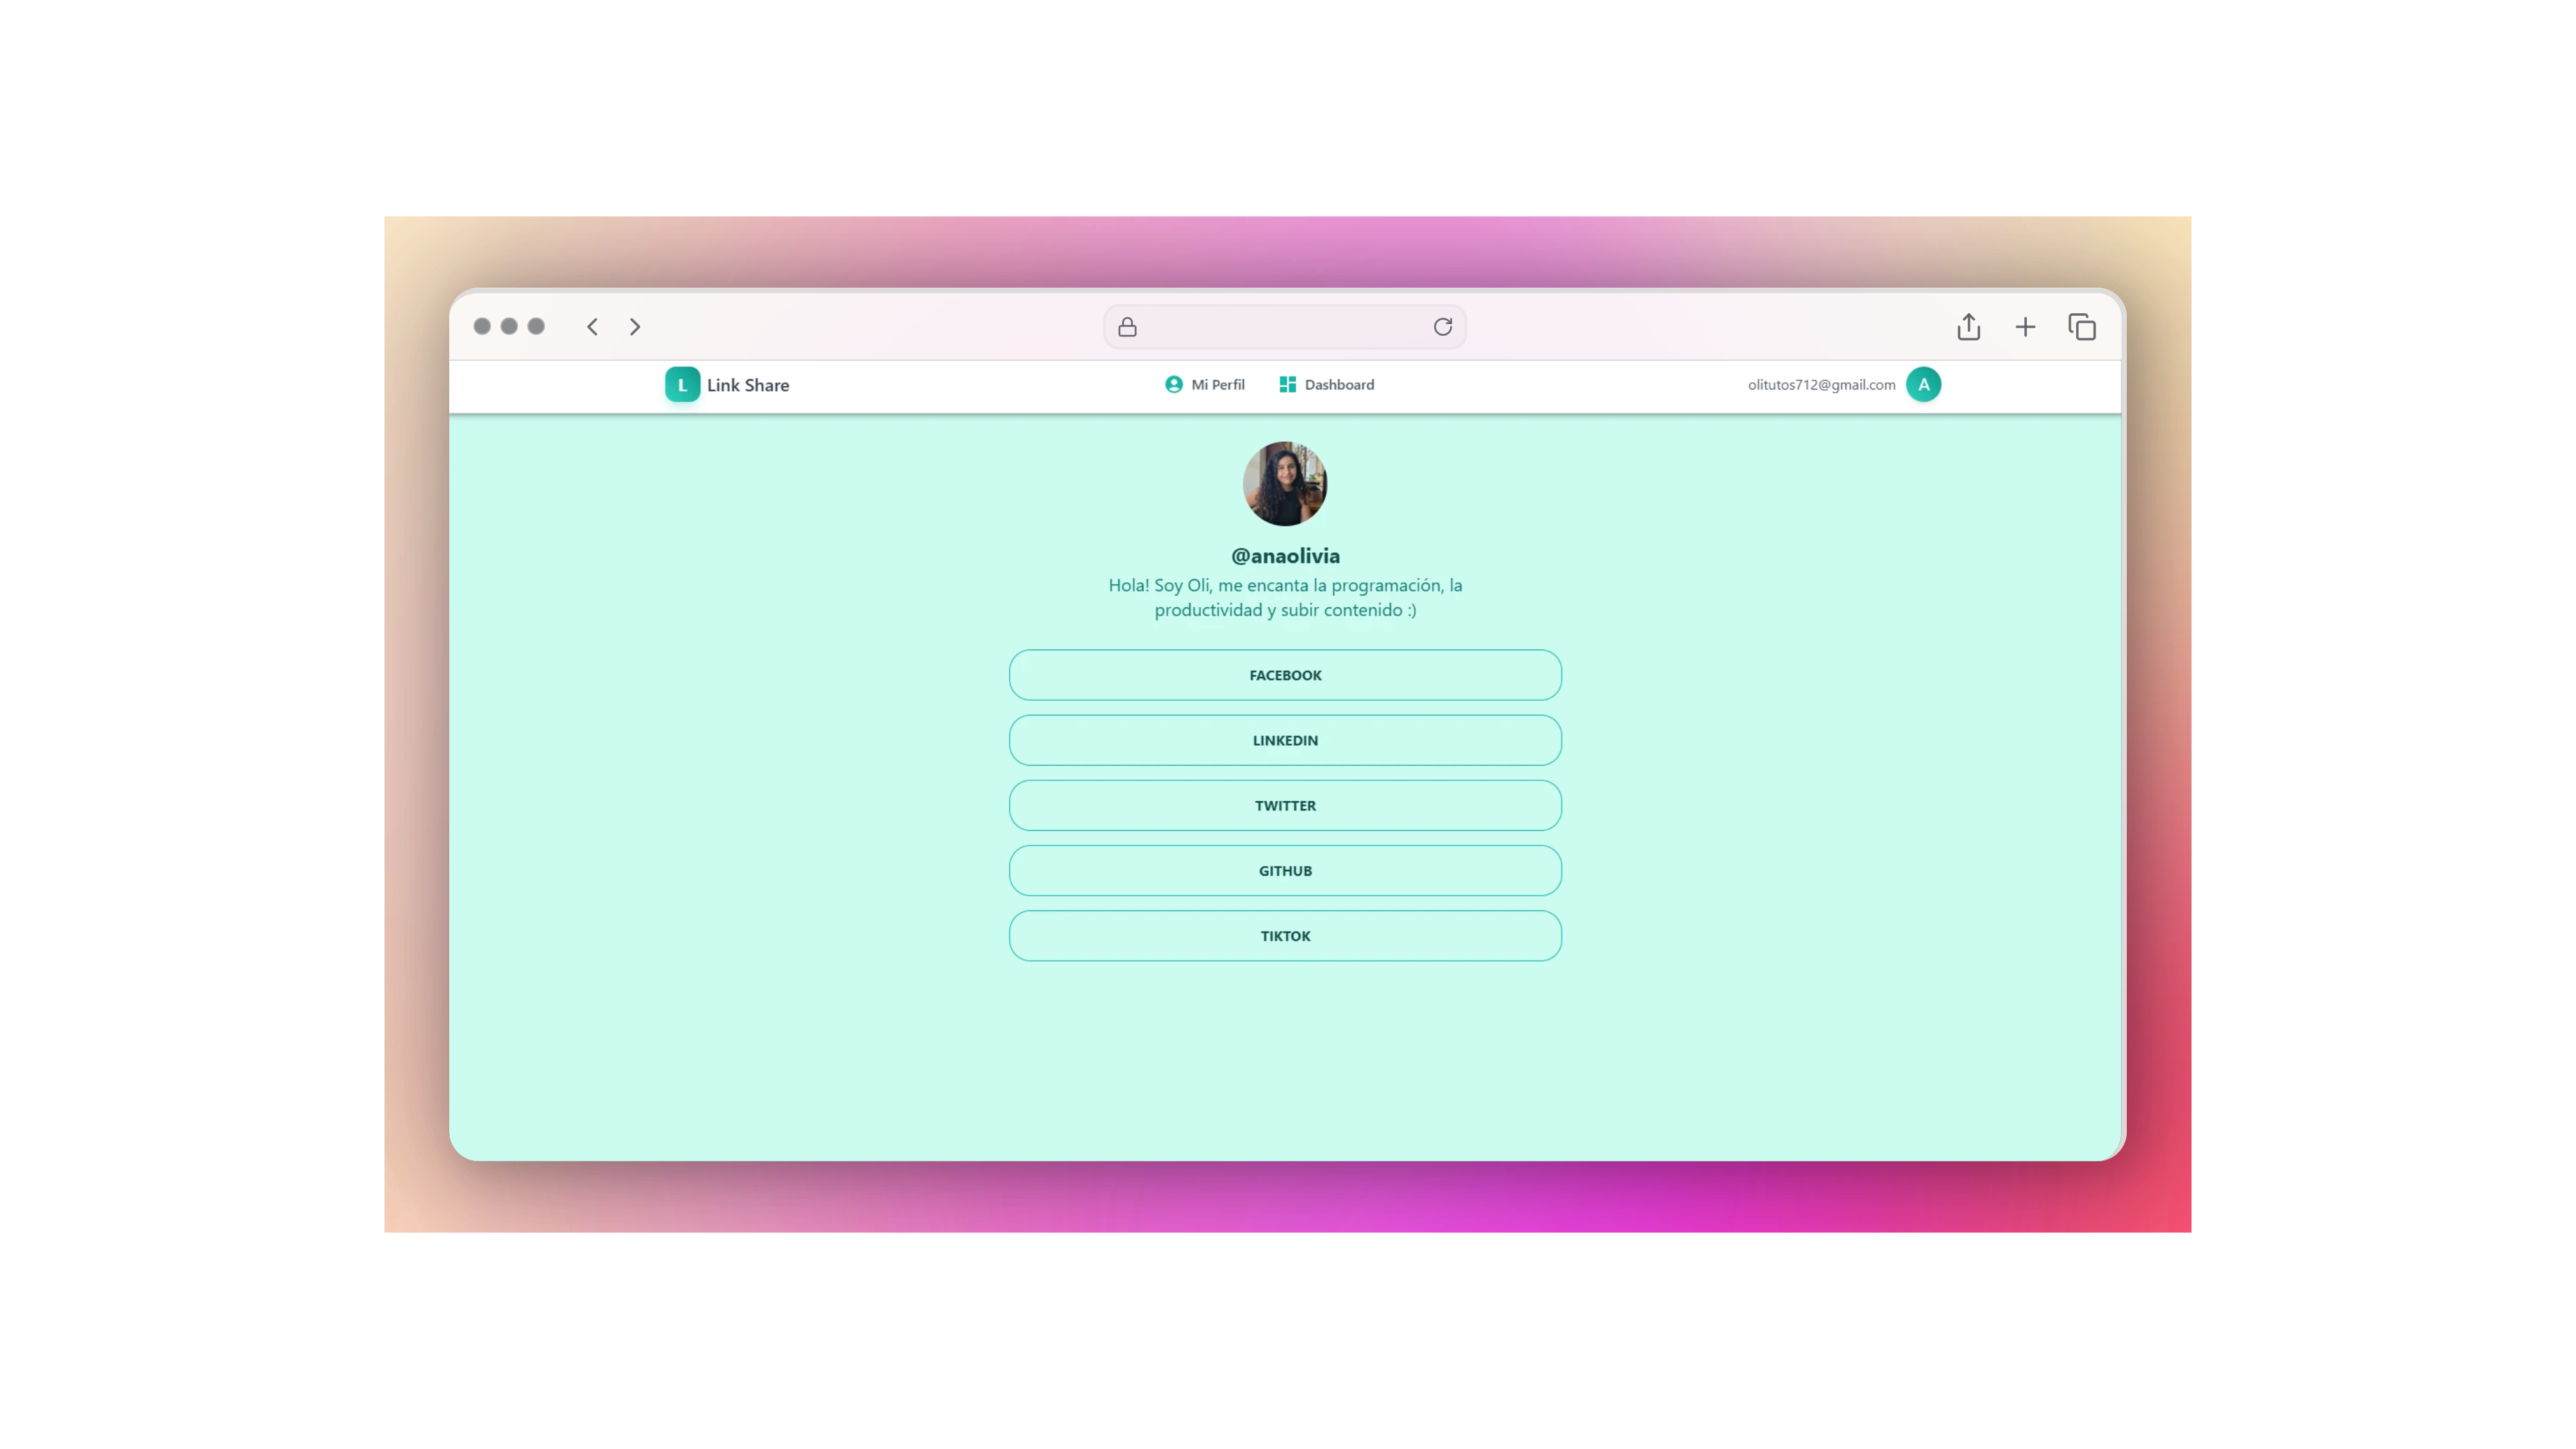 L Link Share
Mi Perfil
Dashboard
olitutos712@gmail.com
A
@anaolivia
Hola! Soy Oli, me encanta la programación, la
productividad y subir contenido :)
FACEBOOK
LINKEDIN
TWITTER
GITHUB
TIKTOK